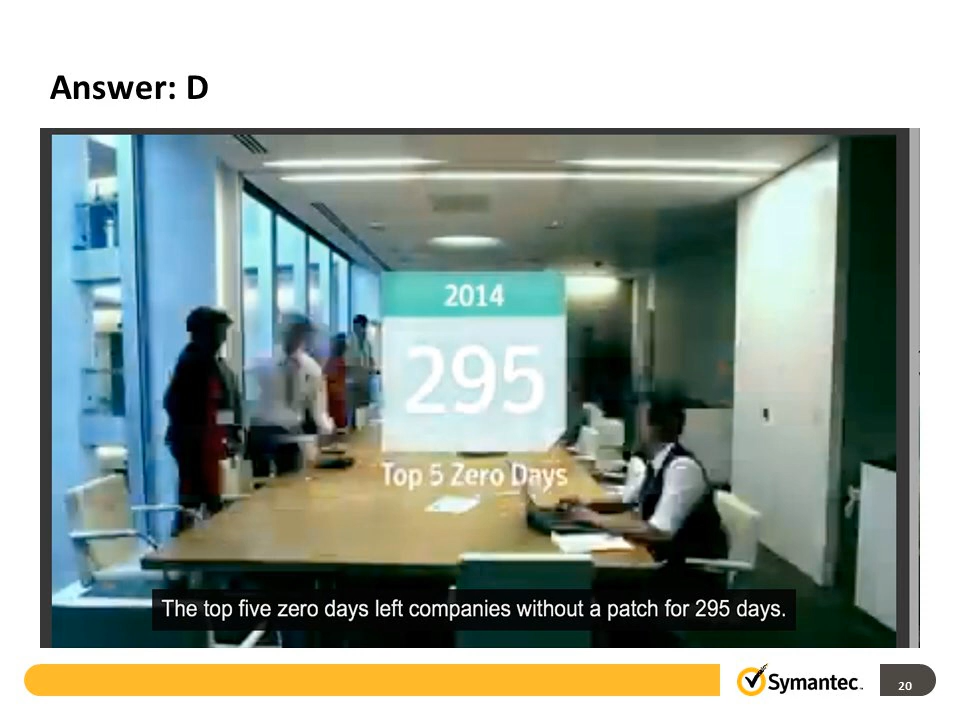 Answer: D
2014
295
Top 5 Zero Days
The top five zero days left companies without a patch for 295 days.
Symantec™
20